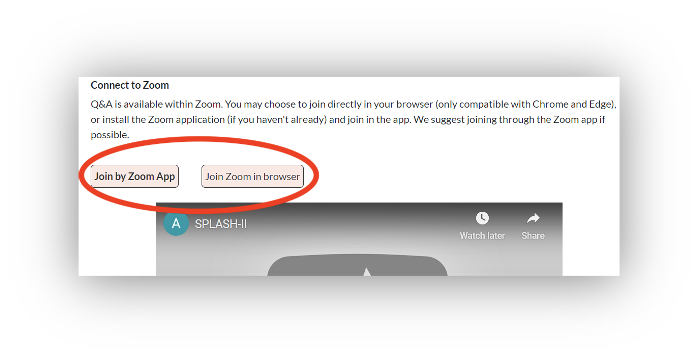 Connect to Zoom
Q&A is available within Zoom. You may choose to join directly in your browser (only compatible with Chrome and Edge),
or install the Zoom application (if you haven't already) and join in the app. We suggest joining through the Zoom app if
possible.
Join by Zoom App Join Zoom in browser
A SPLASH-II
Watch later Share